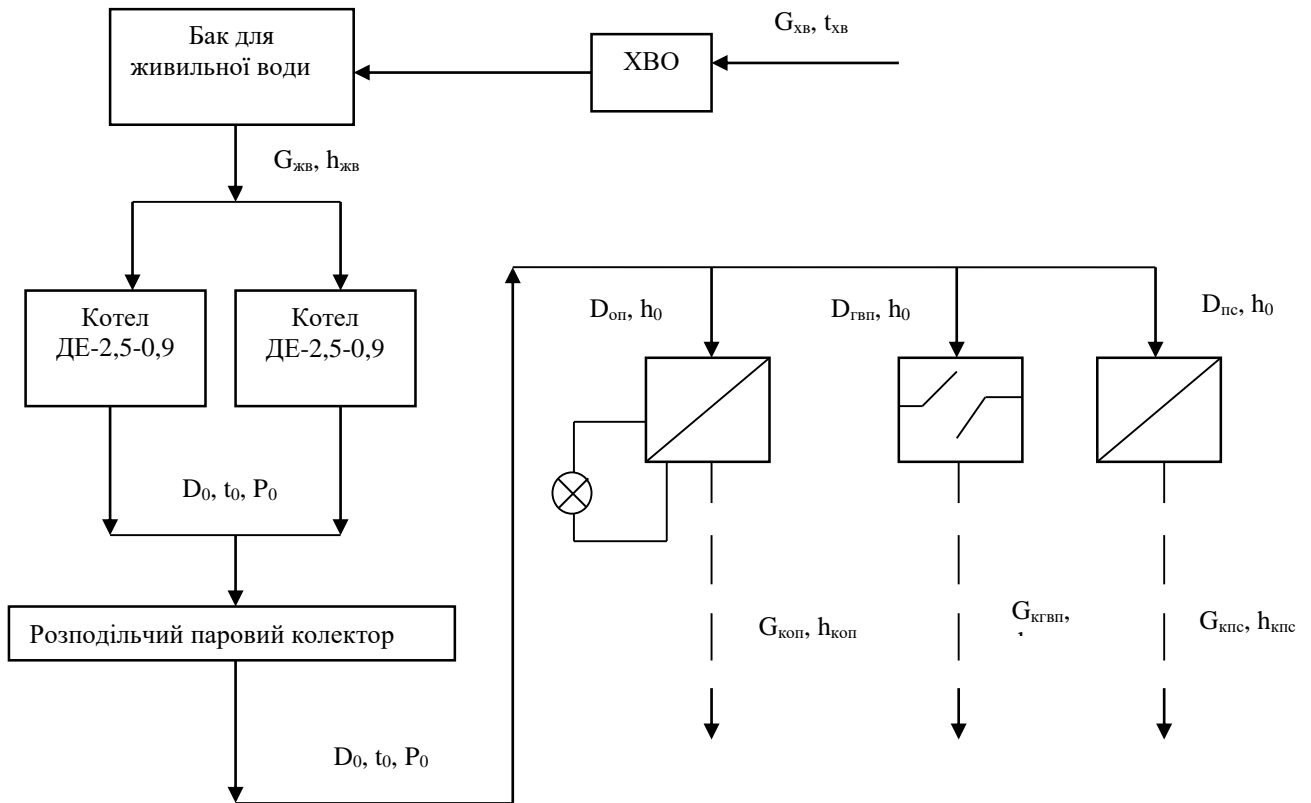 Gхв, tхв
Бак для
живильної води
ХВО
Gжв, hжв
Котел
ДЕ-2,5-0,9
Котел
ДЕ-2,5-0,9
Dоп, h0
Dгвп, h0
Dпс, h0
D0, t0, P0
Розподільчий паровий колектор
Gкоп, hкоп
Gкгвп,
Gкпс, hкпс
D0, t0, P0